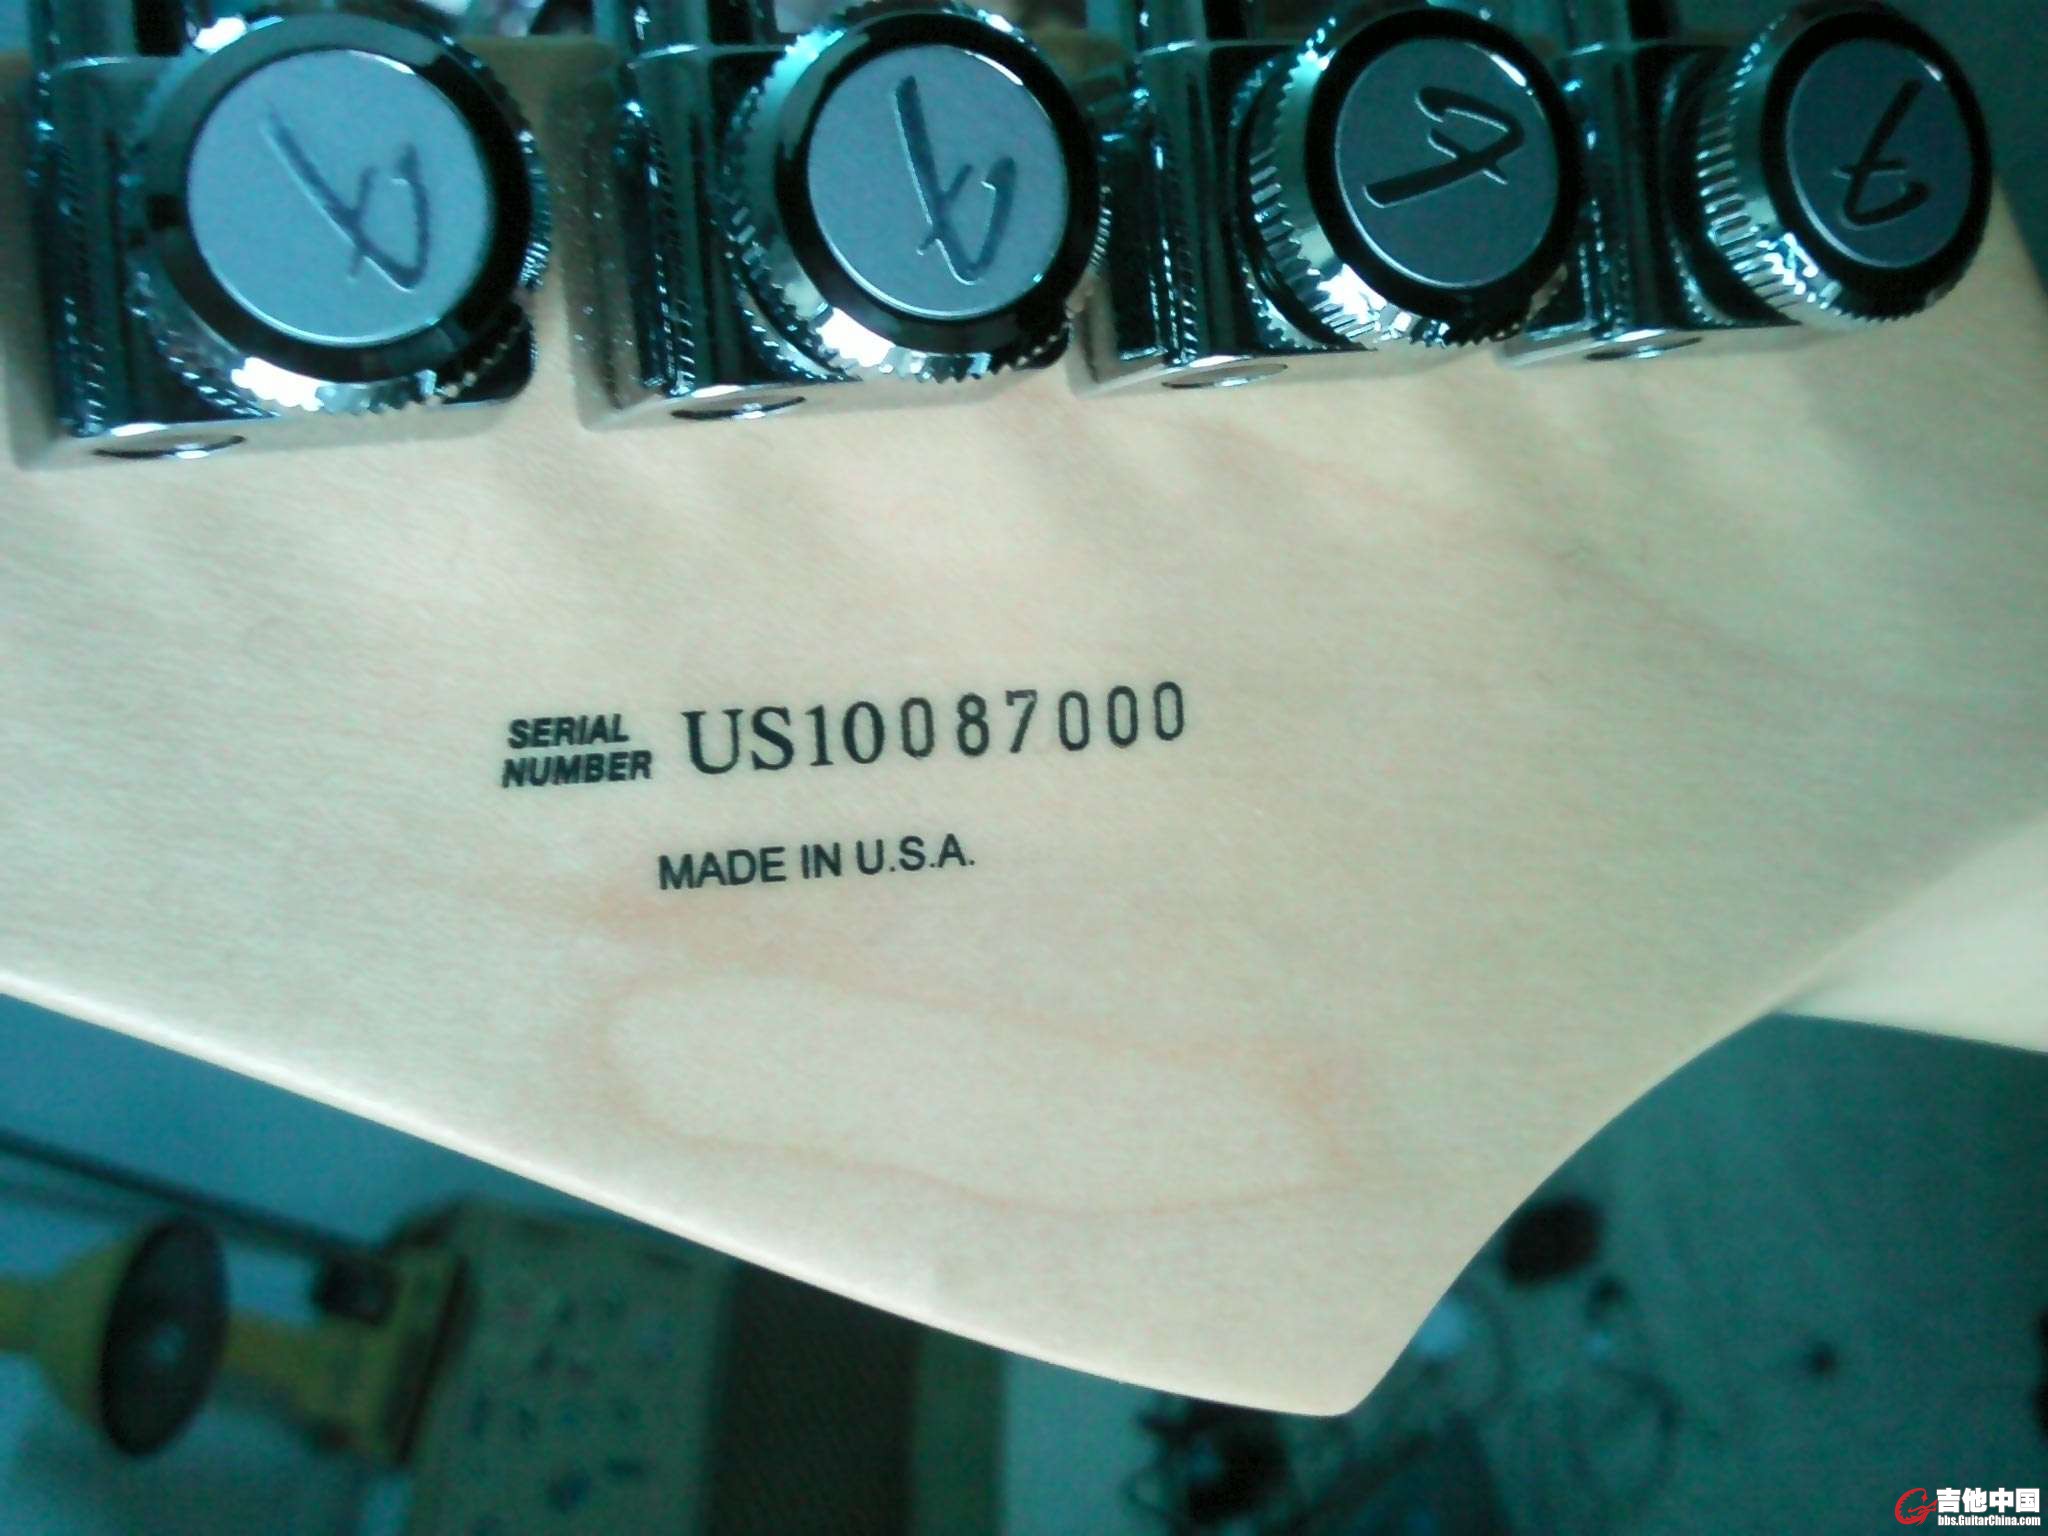 SERIAL
NUMBER US10087000
MADE IN U.S.A.
吉他中国
bbs.GuitarChina.com